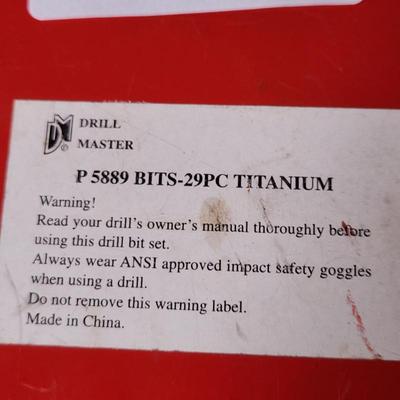 DM DRILL
® MASTER
P 5889 BITS-29PC TITANIUM
Warning!
Read your drill's owner's manual thoroughly before
using this drill bit set.
Always wear ANSI approved impact safety goggles
when using a drill.
Do not remove this warning label.
Made in China.